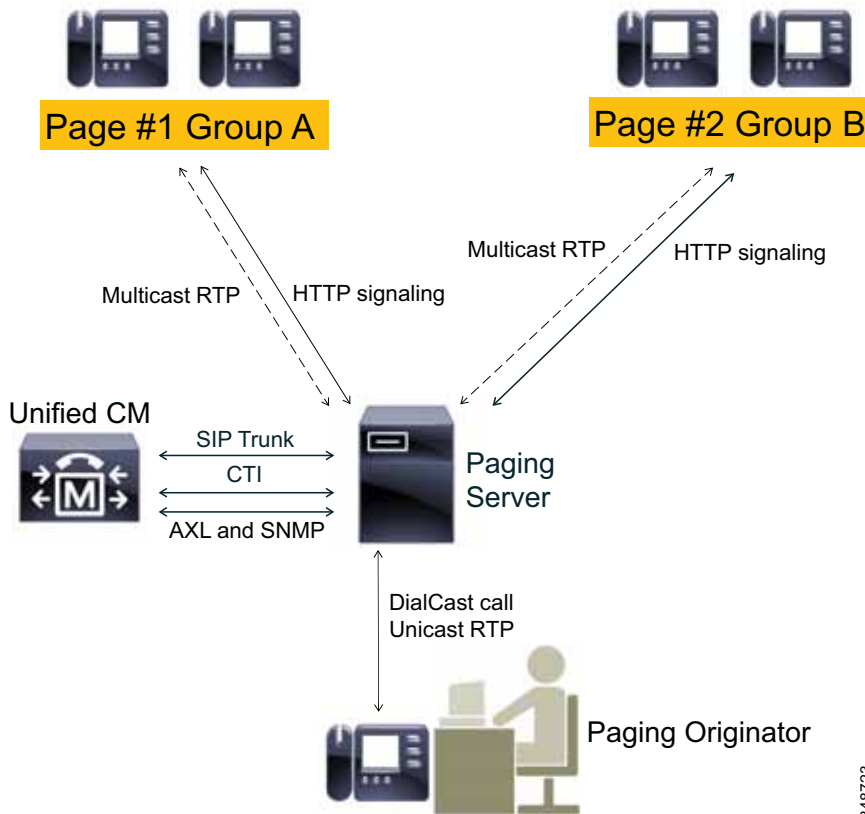 Page #1 Group A
Page #2 Group B
Multicast RTP
HTTP signaling
Multicast RTP
HTTP signaling
Unified CM
SIP Trunk
CTI
AXL and SNMP
M
Paging
Server
DialCast call
Unicast RTP
Paging Originator